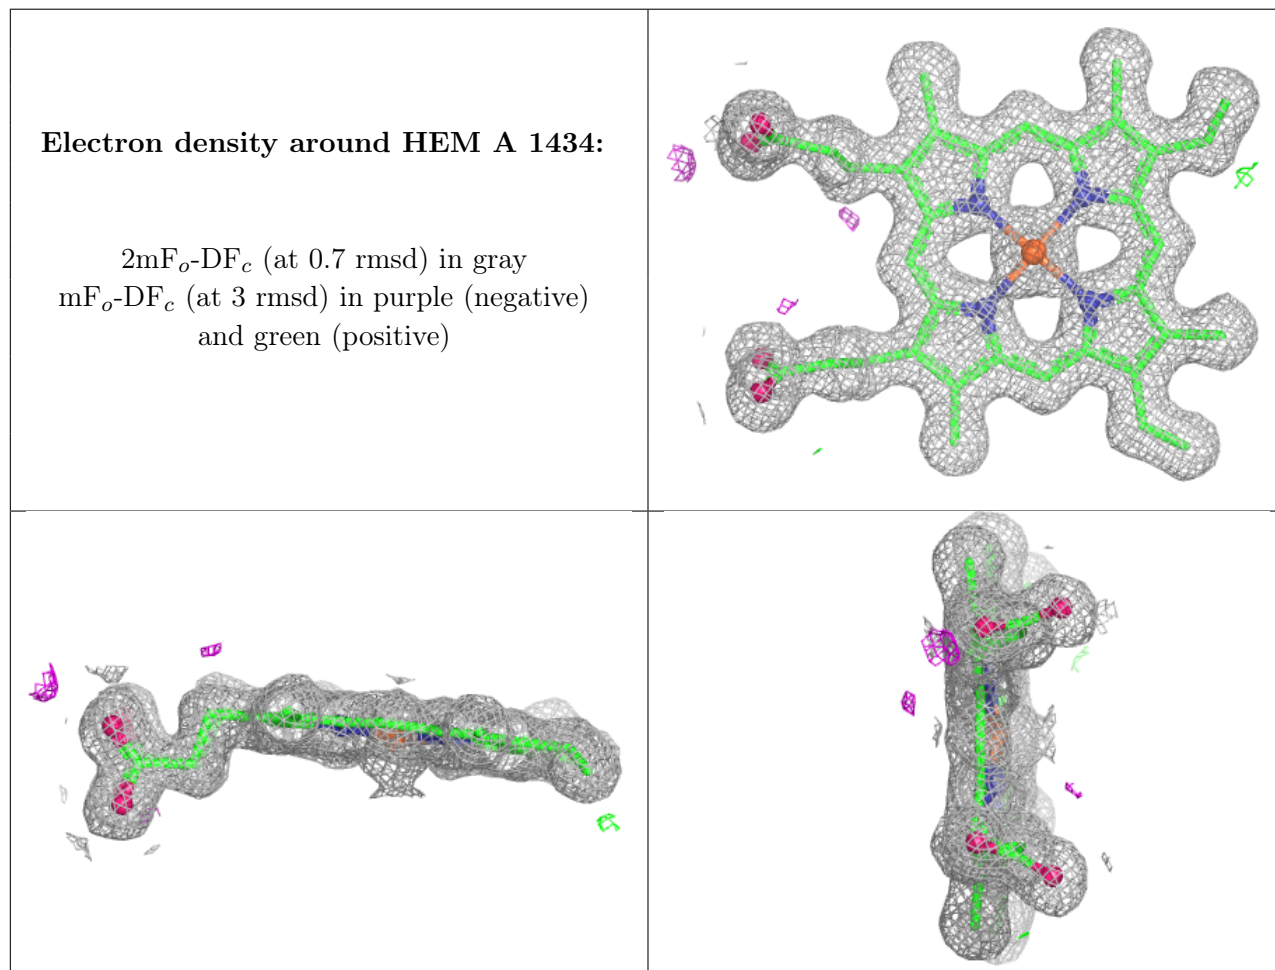 Electron density around HEM A 1434:
2mFo-DFc (at 0.7 rmsd) in gray
mFo-DFc (at 3 rmsd) in purple (negative)
and green (positive)